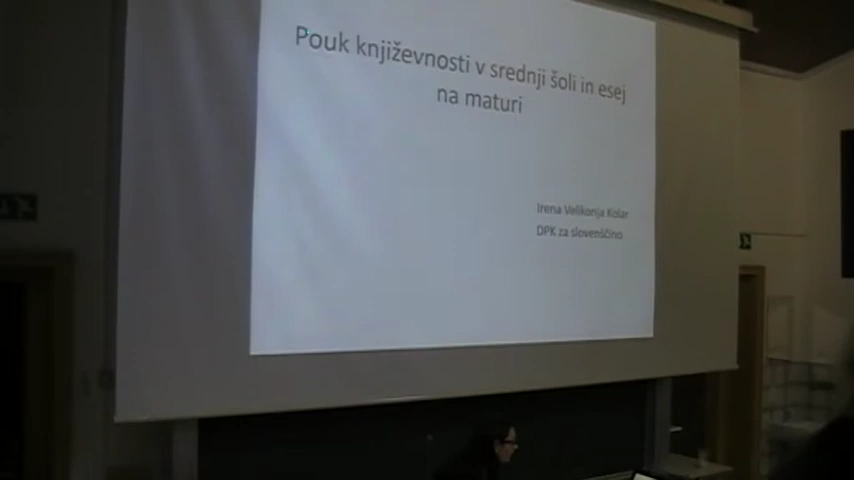 Pouk književnosti v srednji šoli in esej
na maturi
Irena Velikonja Kolar
DPK za slovenščino